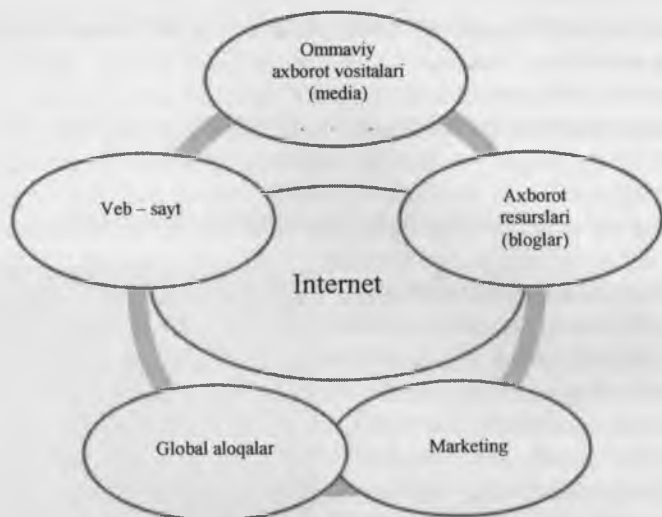 Ommaviy
axborot vositalari
(media)
Veb – sayt
Axborot
resurslari
(bloglar)
Internet
Global aloqalar
Marketing